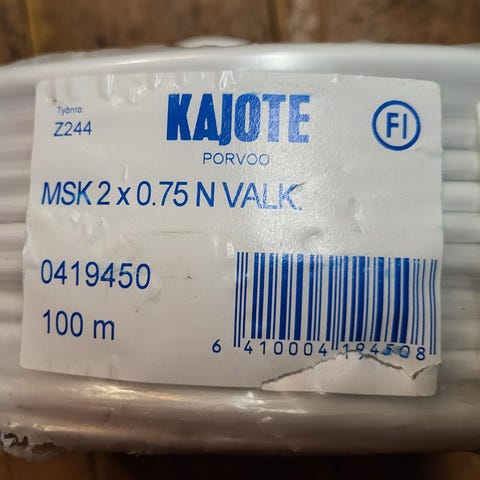 Työnro:
Z244
KAJOTE
PORVOO
FI
MSK 2 x 0.75 N VALK.
0419450
100 m
6 410004 194508